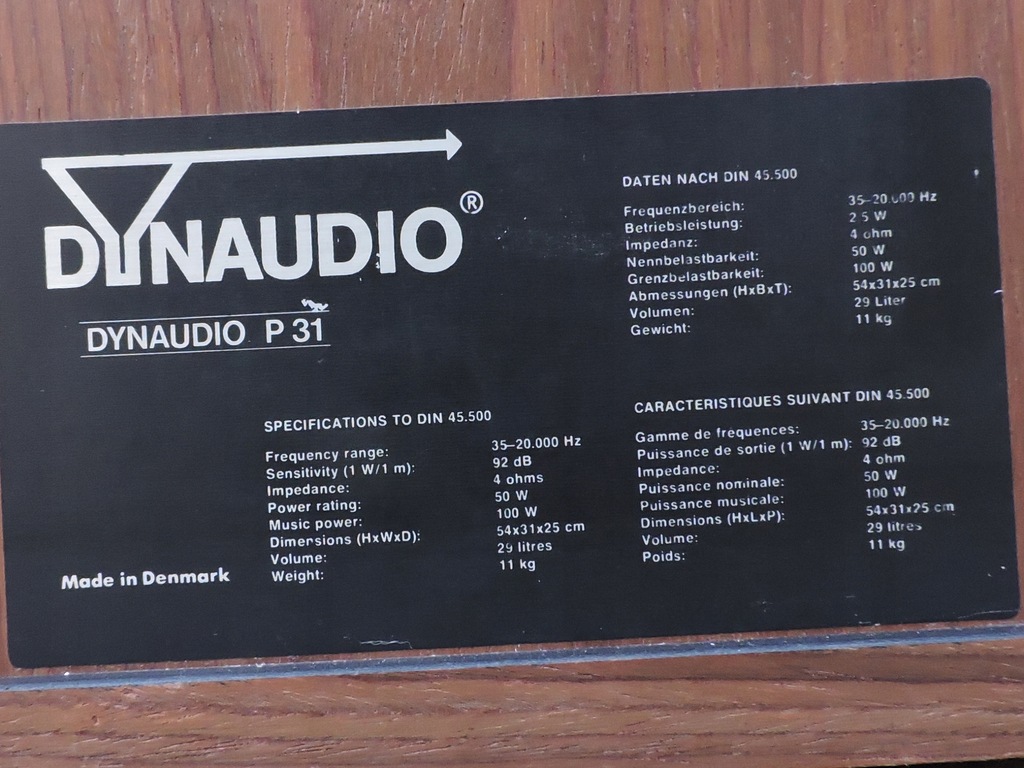 DYNAUDIO®
DYNAUDIO P 31
DATEN NACH DIN 45.500
Frequenzbereich: 35–20.000 Hz
Betriebsleistung: 2.5 W
Impedanz: 4 ohm
Nennbelastbarkeit: 50 W
Grenzbelastbarkeit: 100 W
Abmessungen (HxBxT): 54x31x25 cm
Volumen: 29 Liter
Gewicht: 11 kg
SPECIFICATIONS TO DIN 45.500
Frequency range: 35–20.000 Hz
Sensitivity (1 W/1 m): 92 dB
Impedance: 4 ohms
Power rating: 50 W
Music power: 100 W
Dimensions (HxWxD): 54x31x25 cm
Volume: 29 litres
Weight: 11 kg
CARACTERISTIQUES SUIVANT DIN 45.500
Gamme de fréquences: 35–20.000 Hz
Puissance de sortie (1 W/1 m): 92 dB
Impedance: 4 ohm
Puissance nominale: 50 W
Puissance musicale: 100 W
Dimensions (HxLxP): 54x31x25 cm
Volume: 29 litres
Poids: 11 kg
Made in Denmark